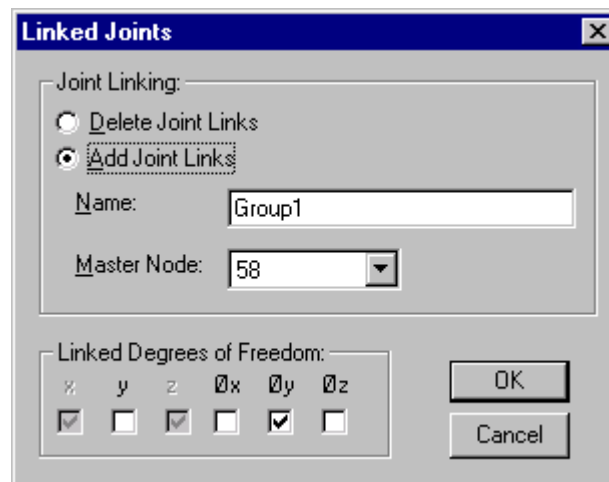 Linked Joints
Joint Linking:
Delete Joint Links
Add Joint Links
Name:
Group1
Master Node:
58
Linked Degrees of Freedom:
x y z Øx Øy Øz
OK
Cancel